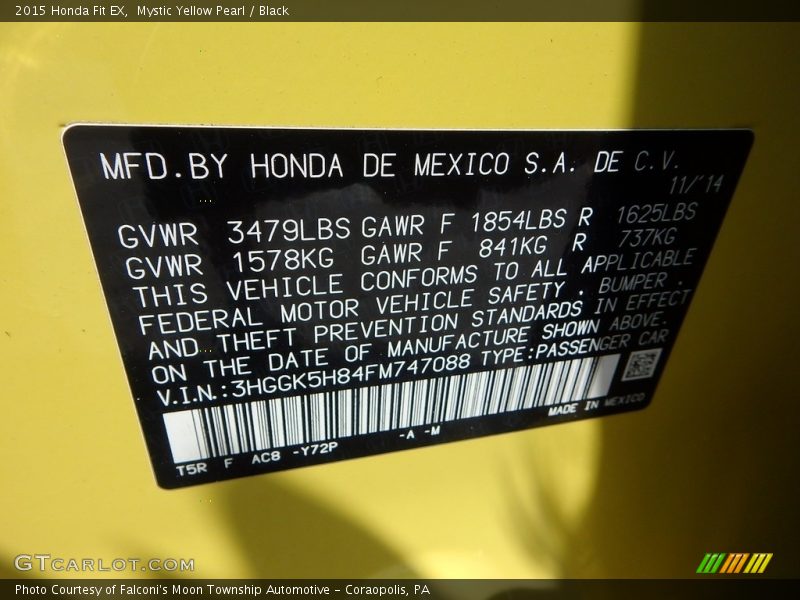 2015 Honda Fit EX,  Mystic Yellow Pearl / Black
MFD.BY HONDA DE MEXICO S.A. DE C.V.
11/'14
GVWR 3479LBS GAWR F 1854LBS R 1625LBS
GVWR 1578KG GAWR F 841KG R 737KG
THIS VEHICLE CONFORMS TO ALL APPLICABLE
FEDERAL MOTOR VEHICLE SAFETY , BUMPER ,
AND THEFT PREVENTION STANDARDS IN EFFECT
ON THE DATE OF MANUFACTURE SHOWN ABOVE.
V.I.N.:3HGGK5H84FM747088 TYPE:PASSENGER CAR
MADE IN MEXICO
T5R F AC8 -Y72P -A -M
GTCARLOT.COM
Photo Courtesy of Falconi's Moon Township Automotive - Coraopolis, PA